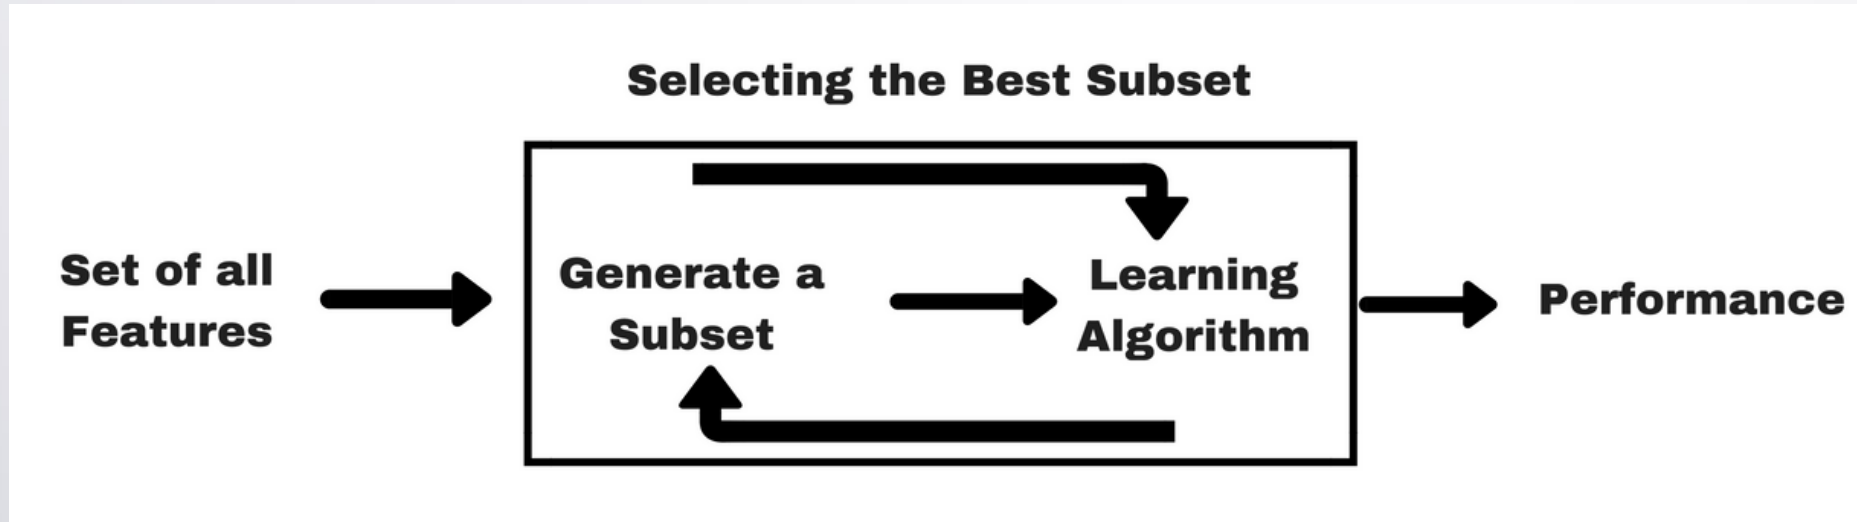 Selecting the Best Subset
Set of all
Features
Generate a
Subset
Learning
Algorithm
Performance